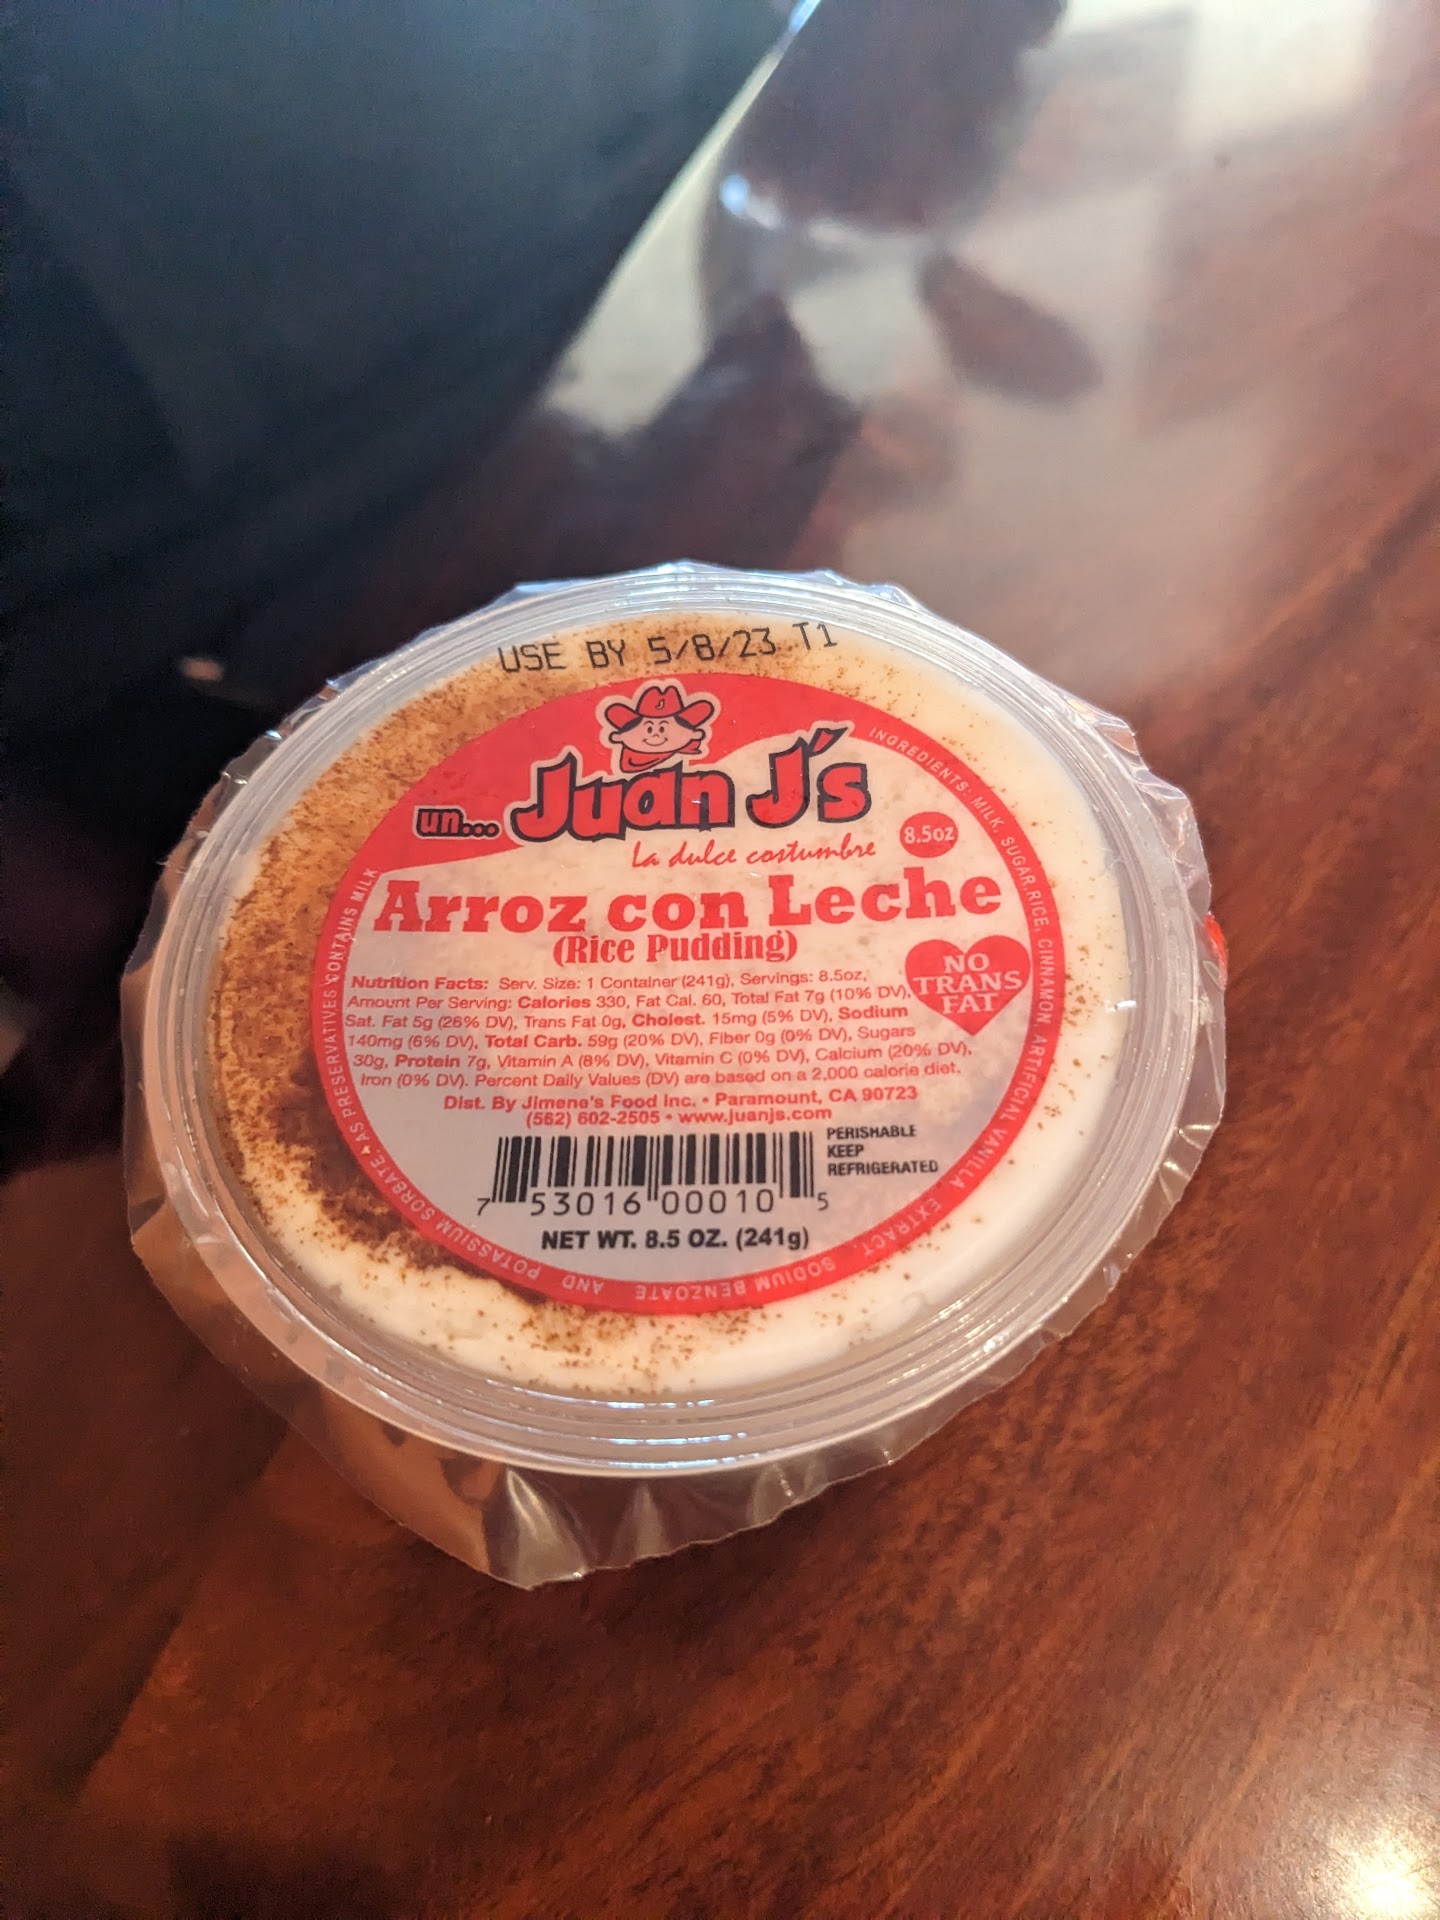 USE BY 5/8/23 T1
J
un... Juan J's
La dulce costumbre
8.5oz
Arroz con Leche
(Rice Pudding)
NO
TRANS
FAT
Nutrition Facts: Serv. Size: 1 Container (241g), Servings: 8.5oz,
Amount Per Serving: Calories 330, Fat Cal. 60, Total Fat 7g (10% DV),
Sat. Fat 5g (26% DV), Trans Fat 0g, Cholest. 15mg (5% DV), Sodium
140mg (6% DV), Total Carb. 59g (20% DV), Fiber 0g (0% DV), Sugars
30g, Protein 7g, Vitamin A (8% DV), Vitamin C (0% DV), Calcium (20% DV),
Iron (0% DV). Percent Daily Values (DV) are based on a 2,000 calorie diet.
Dist. By Jimene's Food Inc. • Paramount, CA 90723
(562) 602-2505 • www.juanjs.com
PERISHABLE
KEEP
REFRIGERATED
7 53016 00010 5
NET WT. 8.5 OZ. (241g)
INGREDIENTS: MILK, SUGAR, RICE, CINNAMON, ARTIFICIAL VANILLA EXTRACT, SODIUM BENZOATE AND POTASSIUM SORBATE ♥ AS PRESERVATIVES CONTAINS MILK